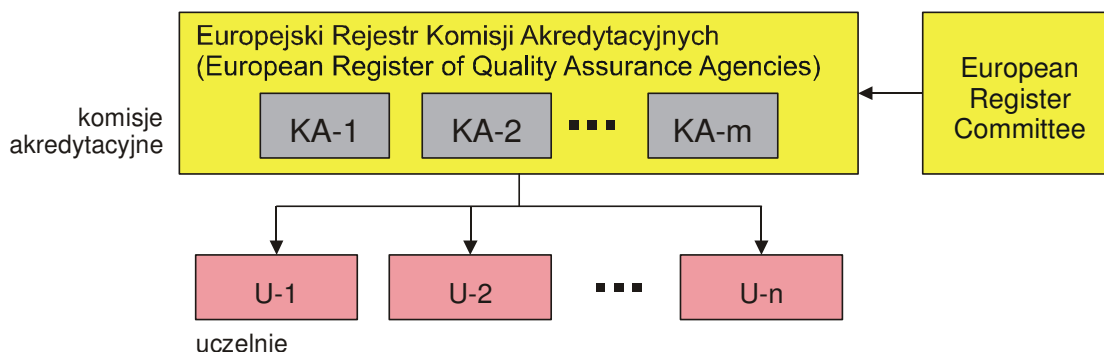 Europejski Rejestr Komisji Akredytacyjnych
(European Register of Quality Assurance Agencies)
komisje
akredytacyjne
KA-1
KA-2
KA-m
European
Register
Committee
U-1
U-2
U-n
uczelnie